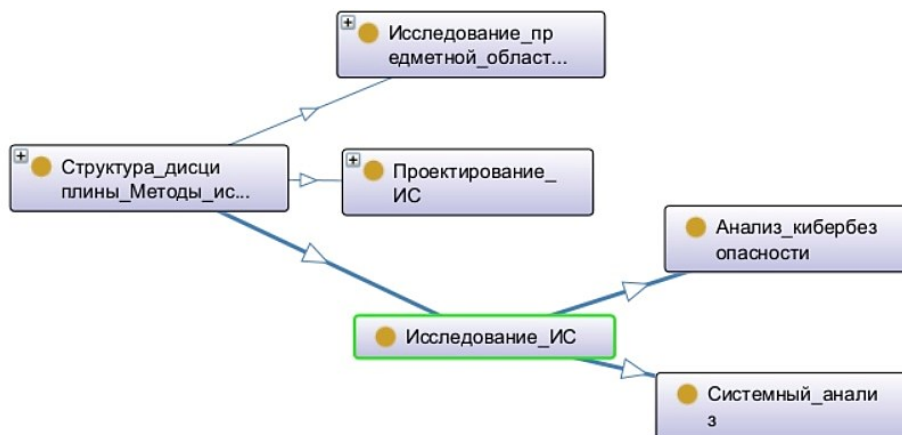 Исследование_пр
едметной_област...
Структура_дисци
плины_Методы_ис...
Проектирование_
ИС
Анализ_кибербез
опасности
Исследование_ИС
Системный_анали
з